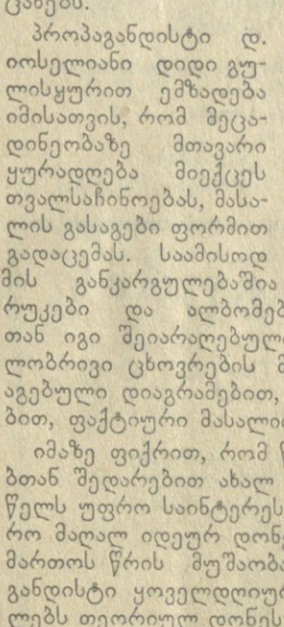 ცანებს.
პროპაგანდისტი დ.
იოსელიანი დიდი გუ-
ლისყურით ემზადება
იმისათვის, რომ მეცა-
დინეობაზე მთავარი
ყურადღება მიექცეს
თვალსაჩინოებას, მასა-
ლის გასაგები ფორმით
გადაცემას. საამისოდ
მის განკარგულებაშია
რუკები და ალბომებ
თან იგი შეიარაღებულ
ლობრივი ცხოვრების
აგებული დიაგრამებით,
ბით, ფაქტიური მასალი
იმაზე ფიქრით, რომ
ბთან შედარებით ახალ
წელს უფრო საინტერეს
რო მაღალ იდეურ დონ
მართოს წრის მუშაობა
განდისტი ყოველდღიურ
ლებს თეორიულ დონეს